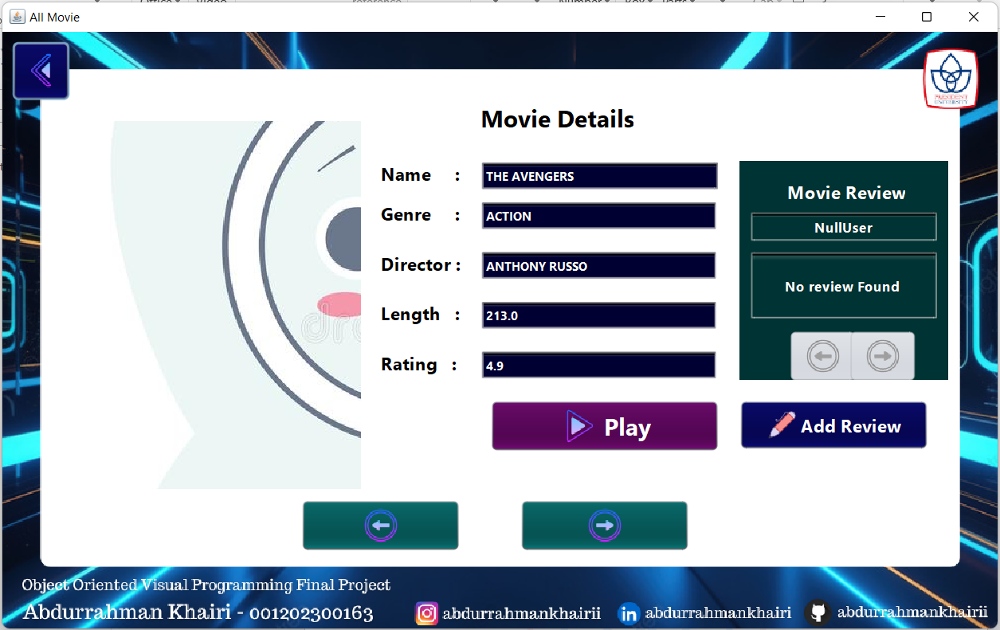 All Movie
PRESIDENT
UNIVERSITY
Movie Details
Name :
THE AVENGERS
Genre :
ACTION
Director :
ANTHONY RUSSO
Length :
213.0
Rating :
4.9
Movie Review
NullUser
No review Found
Play
Add Review
Object Oriented Visual Programming Final Project
Abdurrahman Khairi - 001202300163
abdurrahmankhairii
in abdurrahmankhairi
abdurrahmankhairii